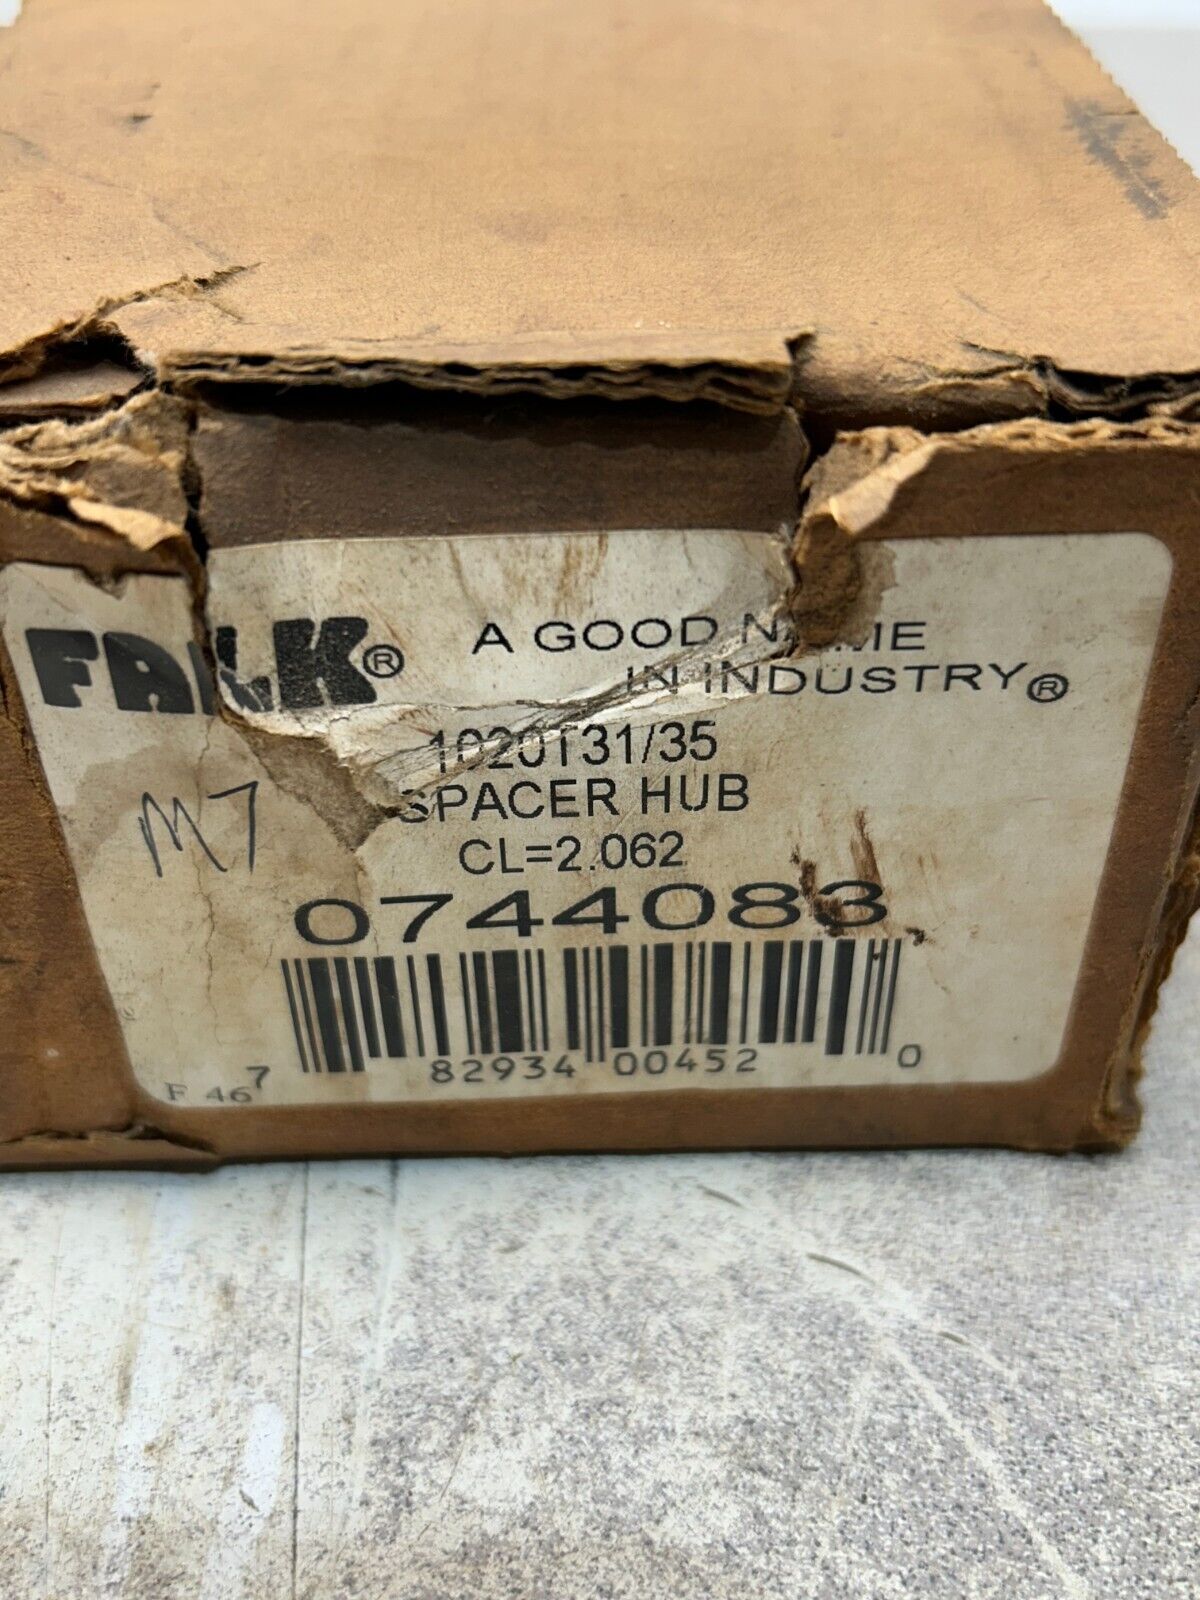 FALK® A GOOD NAME
IN INDUSTRY®
1020T31/35
SPACER HUB
M7
CL=2.062
0744083
7 82934 00452 0
F 46